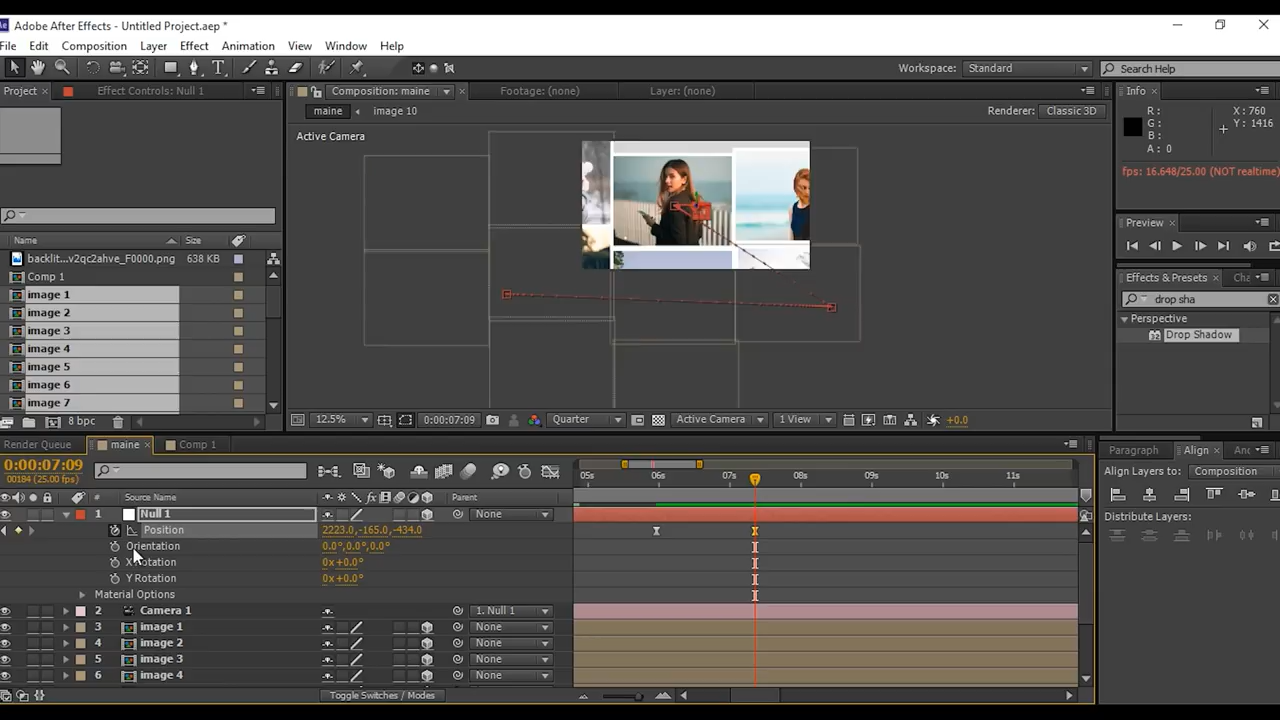 Adobe After Effects - Untitled Project.aep *
File Edit Composition Layer Effect Animation View Window Help
Workspace: Standard Search Help
Project Effect Controls: Null 1
Composition: maine Footage: (none) Layer: (none)
Info
maine image 10 Renderer: Classic 3D
Active Camera
R:
G:
B:
A: 0
X: 760
Y: 1416
fps: 16.648/25.00 (NOT realtime)
Preview
Effects & Presets
drop sha
Perspective
Drop Shadow
Name Size
backlit...v2qc2ahve_F0000.png 638 KB
Comp 1
image 1
image 2
image 3
image 4
image 5
image 6
image 7
8 bpc
12.5% 0:00:07:09 Quarter Active Camera 1 View +0.0
Render Queue maine Comp 1
0:00:07:09
00184 (25.00 fps)
05s 06s 07s 08s 09s 10s 11s
# Source Name Parent
1 Null 1 None
Position 2223.0,-165.0,-434.0
Orientation 0.0°,0.0°,0.0°
X Rotation 0x+0.0°
Y Rotation 0x+0.0°
Material Options
2 Camera 1 1. Null 1
3 image 1 None
4 image 2 None
5 image 3 None
6 image 4 None
Toggle Switches / Modes
Paragraph Align
Align Layers to: Composition
Distribute Layers: